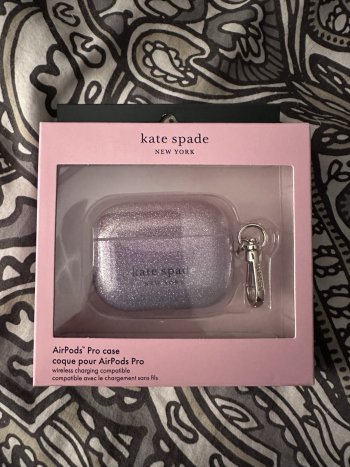 kate spade
NEW YORK
kate spade
NEW YORK
AirPods™ Pro case
coque pour AirPods Pro
wireless charging compatible
compatible avec le chargement sans fils